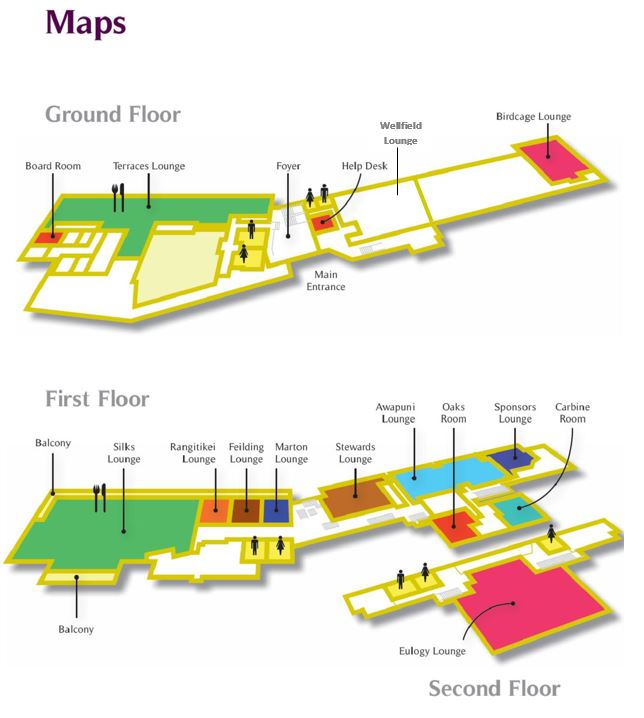 Maps
Ground Floor
Birdcage Lounge
Wellfield
Lounge
Board Room
Terraces Lounge
Foyer
Help Desk
Main
Entrance
First Floor
Balcony
Silks
Lounge
Rangitikei
Lounge
Feilding
Lounge
Marton
Lounge
Stewards
Lounge
Awapuni
Lounge
Oaks
Room
Sponsors
Lounge
Carbine
Room
Balcony
Eulogy Lounge
Second Floor